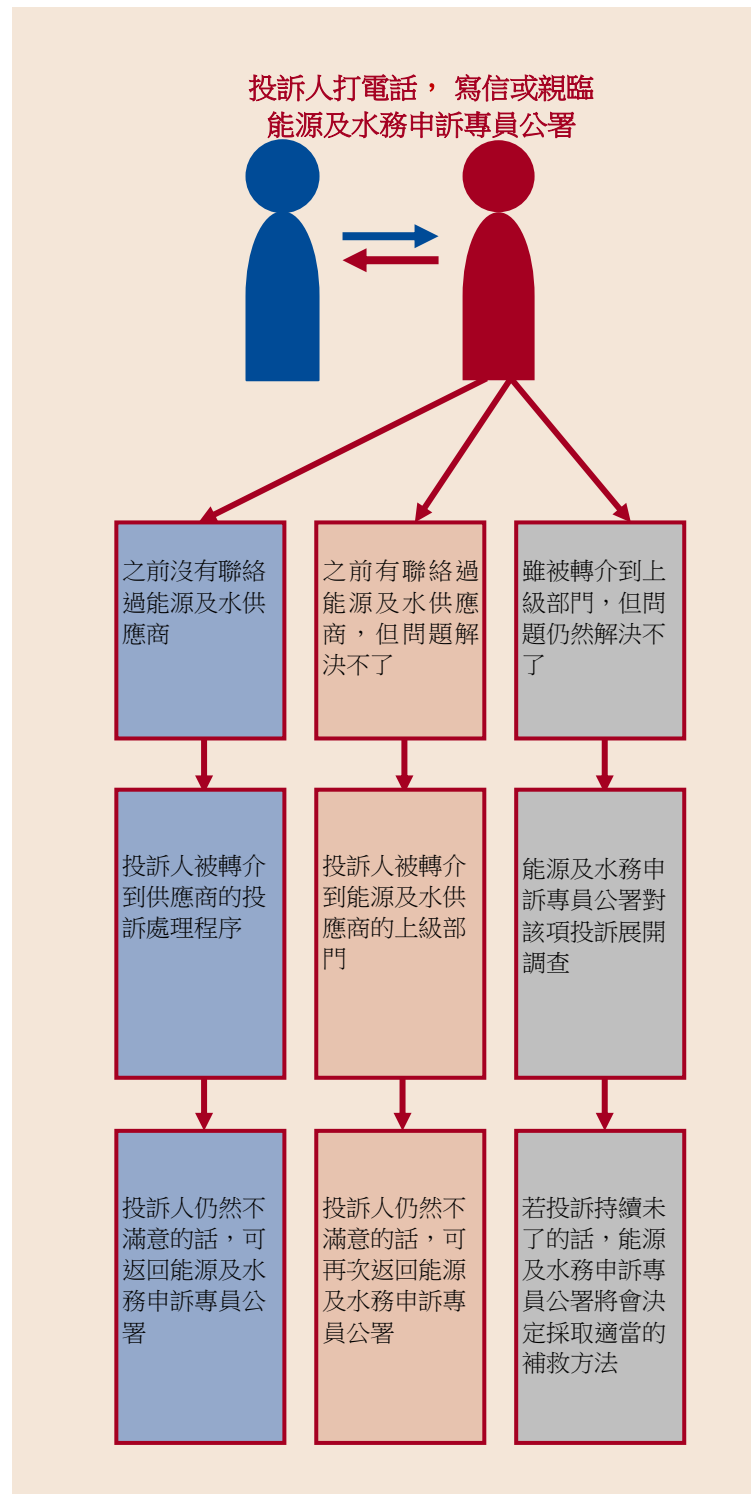 投訴人打電話， 寫信或親臨
能源及水務申訴專員公署
之前沒有聯絡
過能源及水供
應商
之前有聯絡過
能源及水供應
商，但問題解
決不了
雖被轉介到上
級部門，但問
題仍然解決不
了
投訴人被轉介
到供應商的投
訴處理程序
投訴人被轉介
到能源及水供
應商的上級部
門
能源及水務申
訴專員公署對
該項投訴展開
調查
投訴人仍然不
滿意的話，可
返回能源及水
務申訴專員公
署
投訴人仍然不
滿意的話，可
再次返回能源
及水務申訴專
員公署
若投訴持續未
了的話，能源
及水務申訴專
員公署將會決
定採取適當的
補救方法